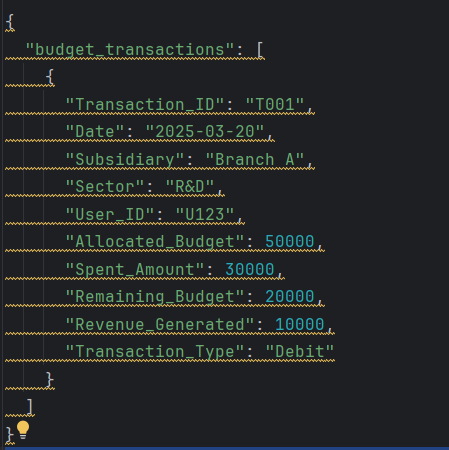 {
"budget_transactions": [
{
"Transaction_ID": "T001",
"Date": "2025-03-20",
"Subsidiary": "Branch A",
"Sector": "R&D",
"User_ID": "U123",
"Allocated_Budget": 50000,
"Spent_Amount": 30000,
"Remaining_Budget": 20000,
"Revenue_Generated": 10000,
"Transaction_Type": "Debit"
}
]
}